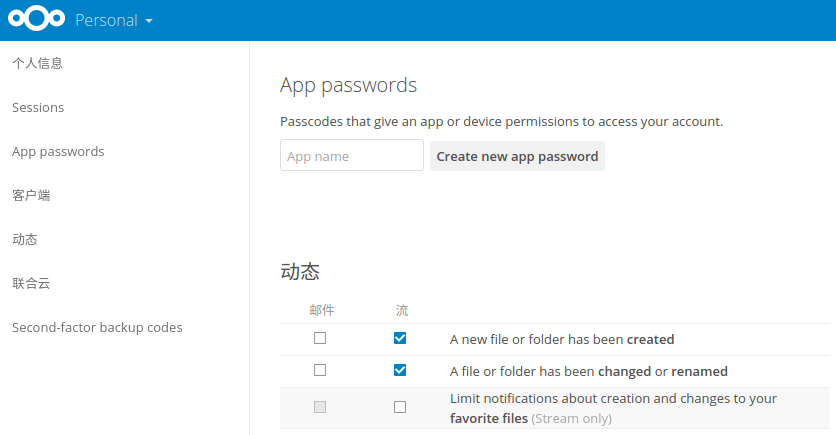 Personal
个人信息
Sessions
App passwords
客户端
动态
联合云
Second-factor backup codes
App passwords
Passcodes that give an app or device permissions to access your account.
App name Create new app password
动态
邮件 流
A new file or folder has been created
A file or folder has been changed or renamed
Limit notifications about creation and changes to your
favorite files (Stream only)